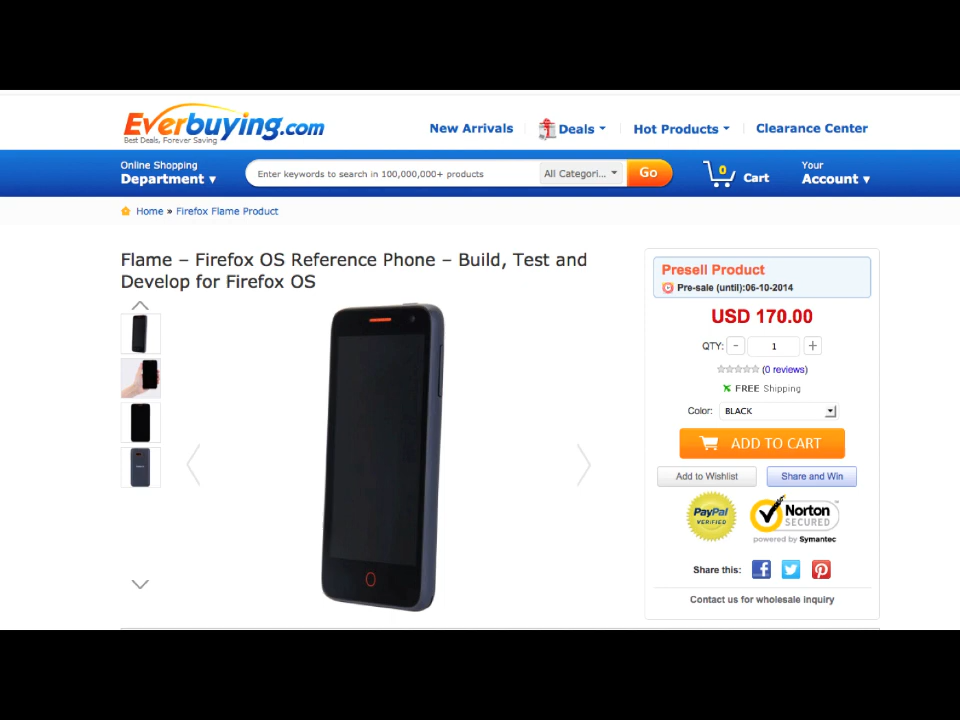 Everbuying.com
Best Deals, Forever Saving
New Arrivals
Deals
Hot Products
Clearance Center
Online Shopping
Department ▾
Enter keywords to search in 100,000,000+ products
All Categori...
Go
0
Cart
Your
Account ▾
Home » Firefox Flame Product
Flame – Firefox OS Reference Phone – Build, Test and
Develop for Firefox OS
Presell Product
Pre-sale (until):06-10-2014
USD 170.00
QTY: - 1 +
(0 reviews)
FREE Shipping
Color: BLACK
ADD TO CART
Add to Wishlist
Share and Win
PayPal
VERIFIED
Norton
SECURED
powered by Symantec
Share this:
Contact us for wholesale inquiry